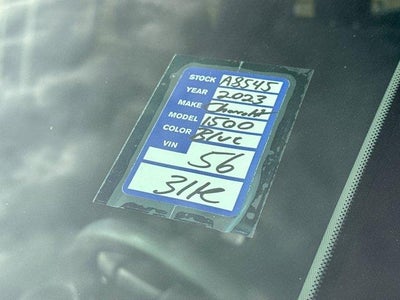 STOCK A8545
YEAR 2023
MAKE Chevrolet
MODEL 1500
COLOR Blue
VIN 56
31K